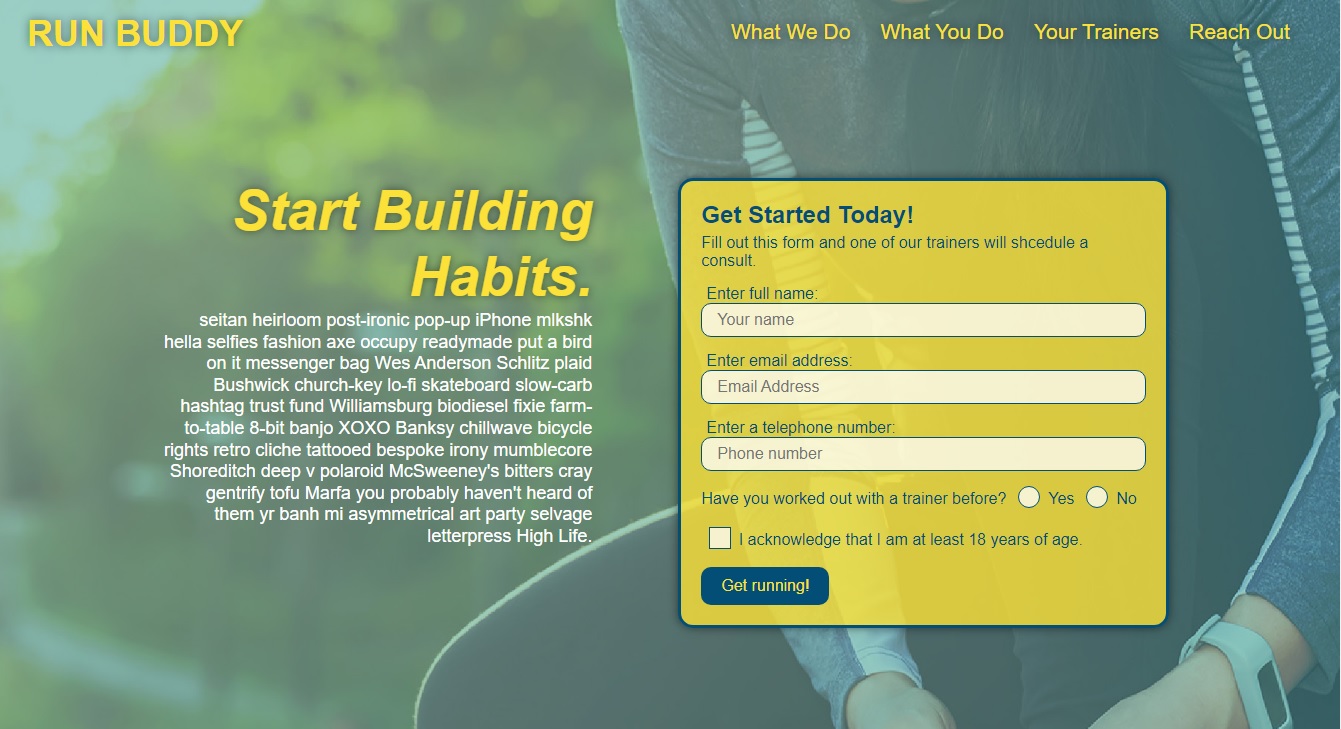 RUN BUDDY
What We Do What You Do Your Trainers Reach Out
Start Building
Habits.
seitan heirloom post-ironic pop-up iPhone mlkshk
hella selfies fashion axe occupy readymade put a bird
on it messenger bag Wes Anderson Schlitz plaid
Bushwick church-key lo-fi skateboard slow-carb
hashtag trust fund Williamsburg biodiesel fixie farm-
to-table 8-bit banjo XOXO Banksy chillwave bicycle
rights retro cliche tattooed bespoke irony mumblecore
Shoreditch deep v polaroid McSweeney's bitters cray
gentrify tofu Marfa you probably haven't heard of
them yr banh mi asymmetrical art party selvage
letterpress High Life.
Get Started Today!
Fill out this form and one of our trainers will shcedule a
consult.
Enter full name:
Your name
Enter email address:
Email Address
Enter a telephone number:
Phone number
Have you worked out with a trainer before? Yes No
I acknowledge that I am at least 18 years of age.
Get running!